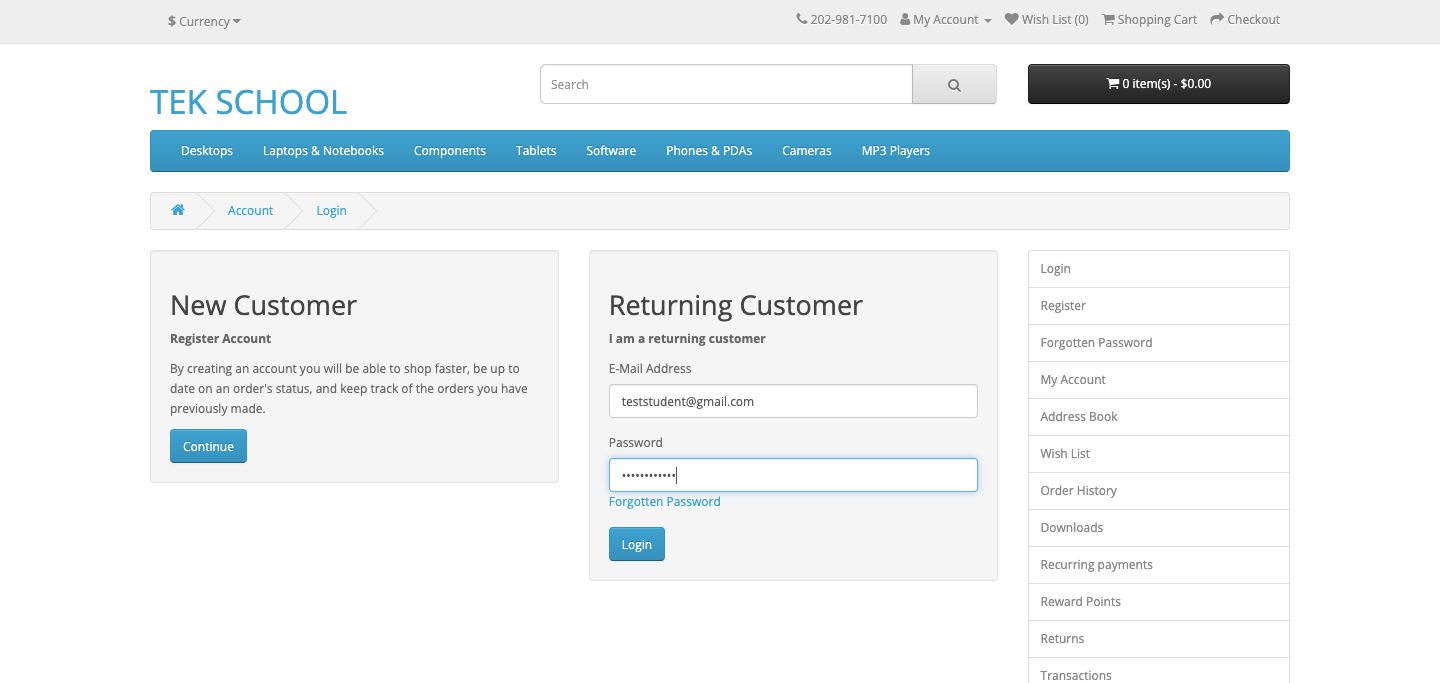 $ Currency
202-981-7100 My Account Wish List (0) Shopping Cart Checkout
TEK SCHOOL
Search
0 item(s) - $0.00
Desktops Laptops & Notebooks Components Tablets Software Phones & PDAs Cameras MP3 Players
Account Login
New Customer
Register Account
By creating an account you will be able to shop faster, be up to
date on an order's status, and keep track of the orders you have
previously made.
Continue
Returning Customer
I am a returning customer
E-Mail Address
teststudent@gmail.com
Password
••••••••••••
Forgotten Password
Login
Login
Register
Forgotten Password
My Account
Address Book
Wish List
Order History
Downloads
Recurring payments
Reward Points
Returns
Transactions